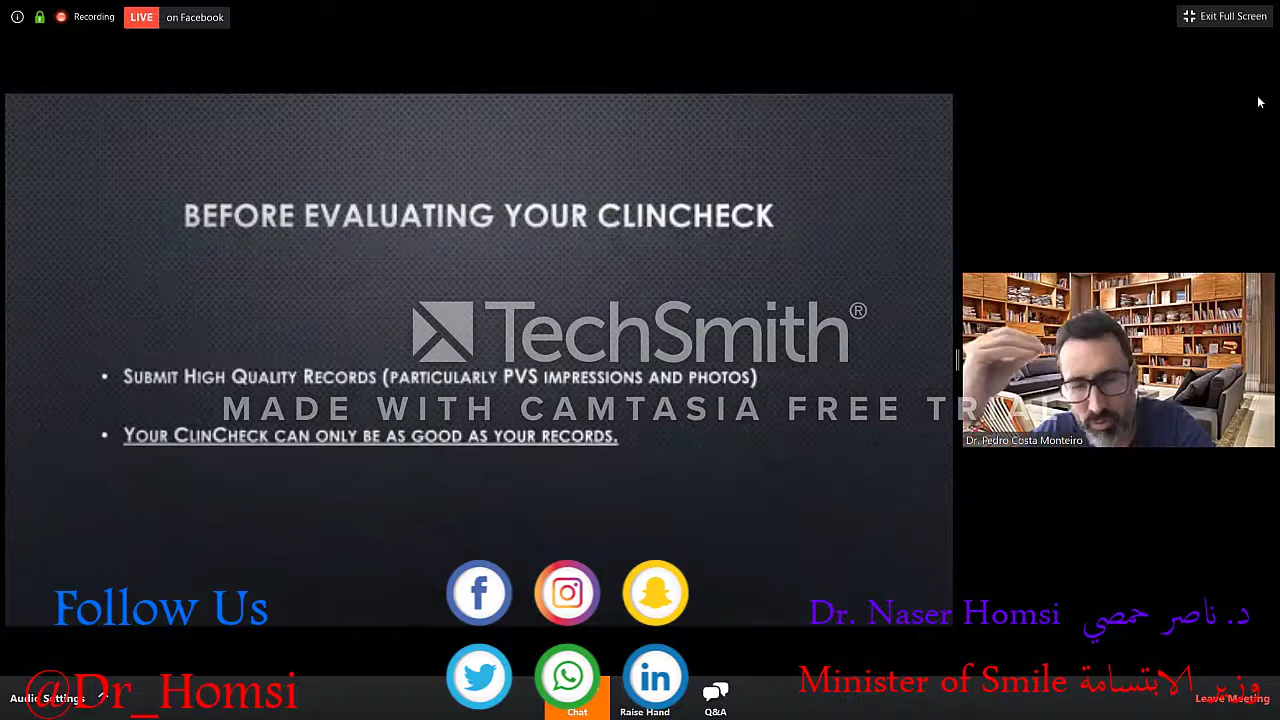 Recording
LIVE on Facebook
Exit Full Screen
BEFORE EVALUATING YOUR CLINCHECK
TechSmith®
• SUBMIT HIGH QUALITY RECORDS (PARTICULARLY PVS IMPRESSIONS AND PHOTOS)
MADE WITH CAMTASIA FREE TRIAL
• YOUR CLINCHECK CAN ONLY BE AS GOOD AS YOUR RECORDS.
Dr. Pedro Costa Monteiro
Follow Us
Dr. Naser Homsi د. ناصر حمصي
@Dr_Homsi
Minister of Smile وزير الابتسامة
Audio Settings
Chat
Raise Hand
Q&A
Leave Meeting